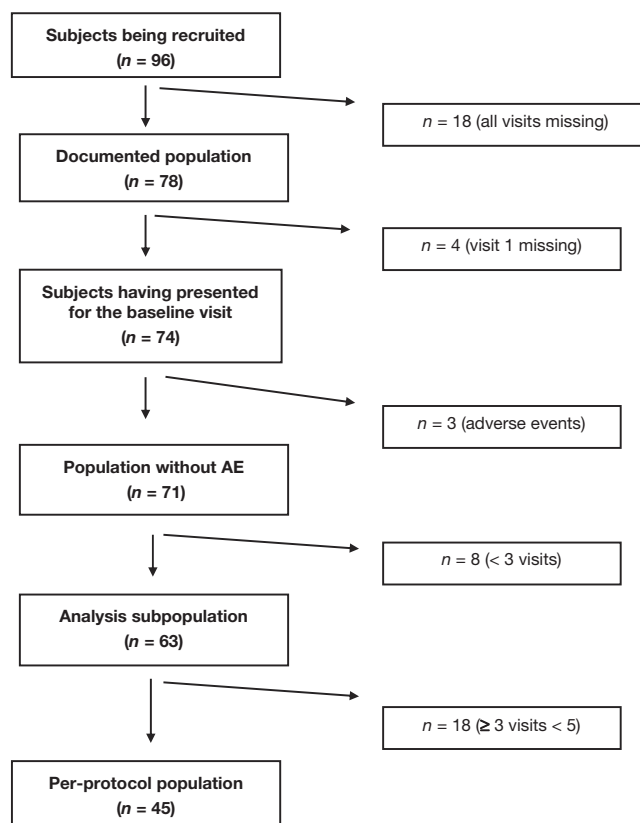 Subjects being recruited
(n = 96)
n = 18 (all visits missing)
Documented population
(n = 78)
n = 4 (visit 1 missing)
Subjects having presented
for the baseline visit
(n = 74)
n = 3 (adverse events)
Population without AE
(n = 71)
n = 8 (< 3 visits)
Analysis subpopulation
(n = 63)
n = 18 (≥ 3 visits < 5)
Per-protocol population
(n = 45)